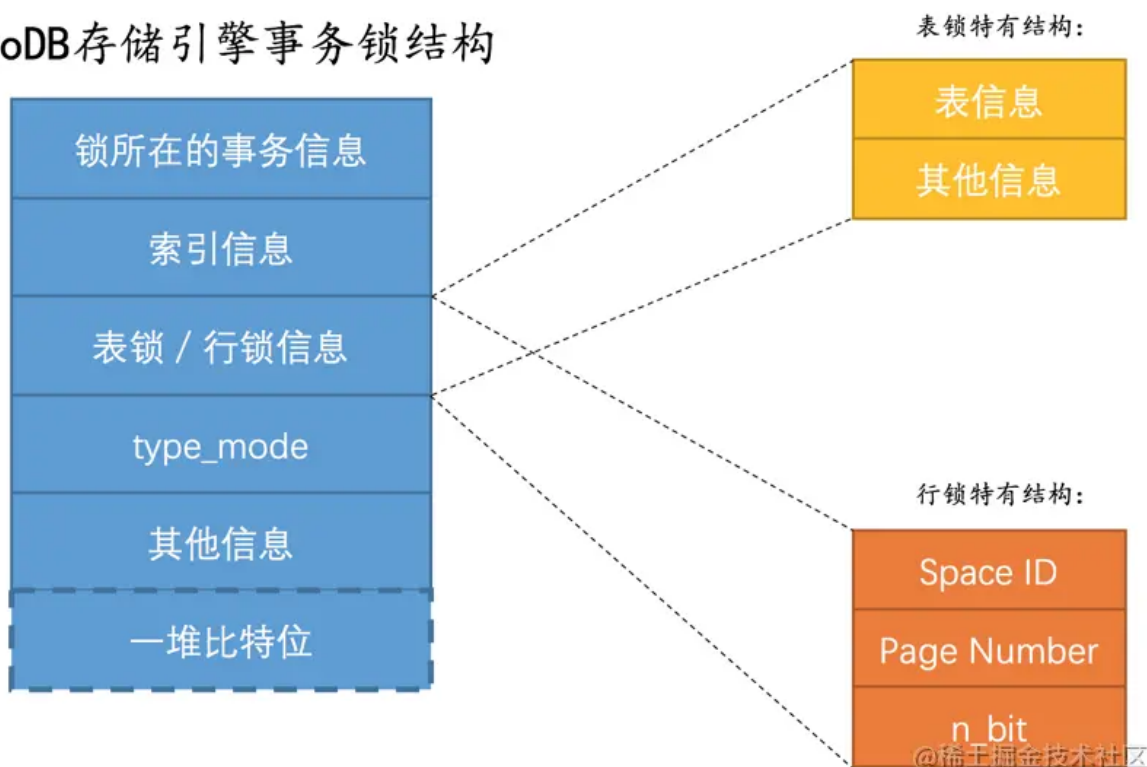 oDB存储引擎事务锁结构
锁所在的事务信息
索引信息
表锁 / 行锁信息
type_mode
其他信息
一堆比特位
表锁特有结构：
表信息
其他信息
行锁特有结构：
Space ID
Page Number
n_bit
@稀土掘金技术社区